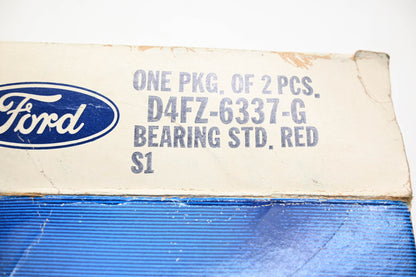 Ford
ONE PKG. OF 2 PCS.
D4FZ-6337-G
BEARING STD. RED
S1